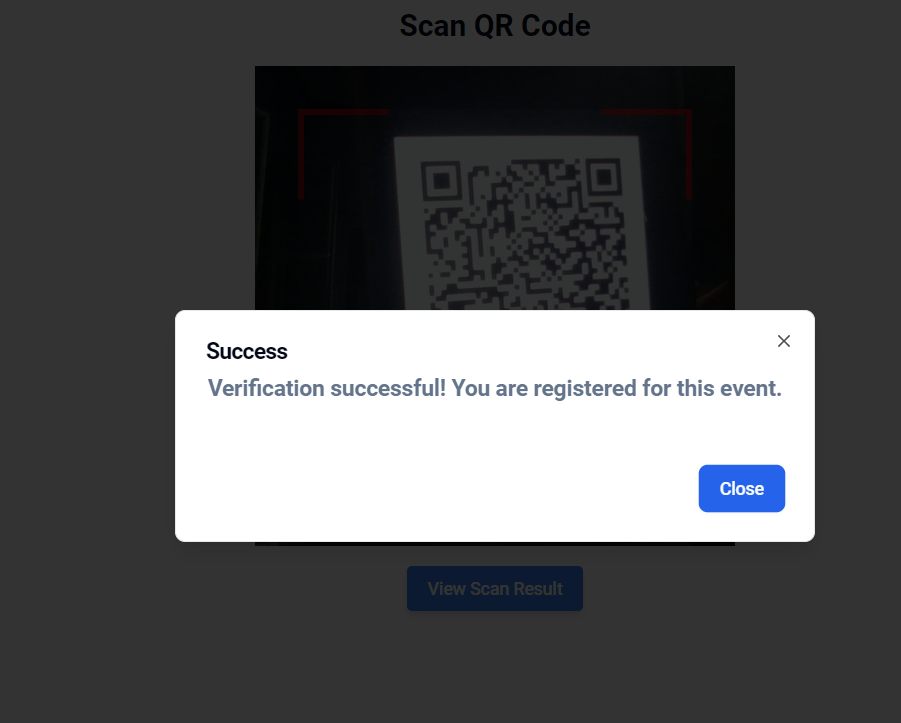 Scan QR Code
Success
Verification successful! You are registered for this event.
Close
View Scan Result